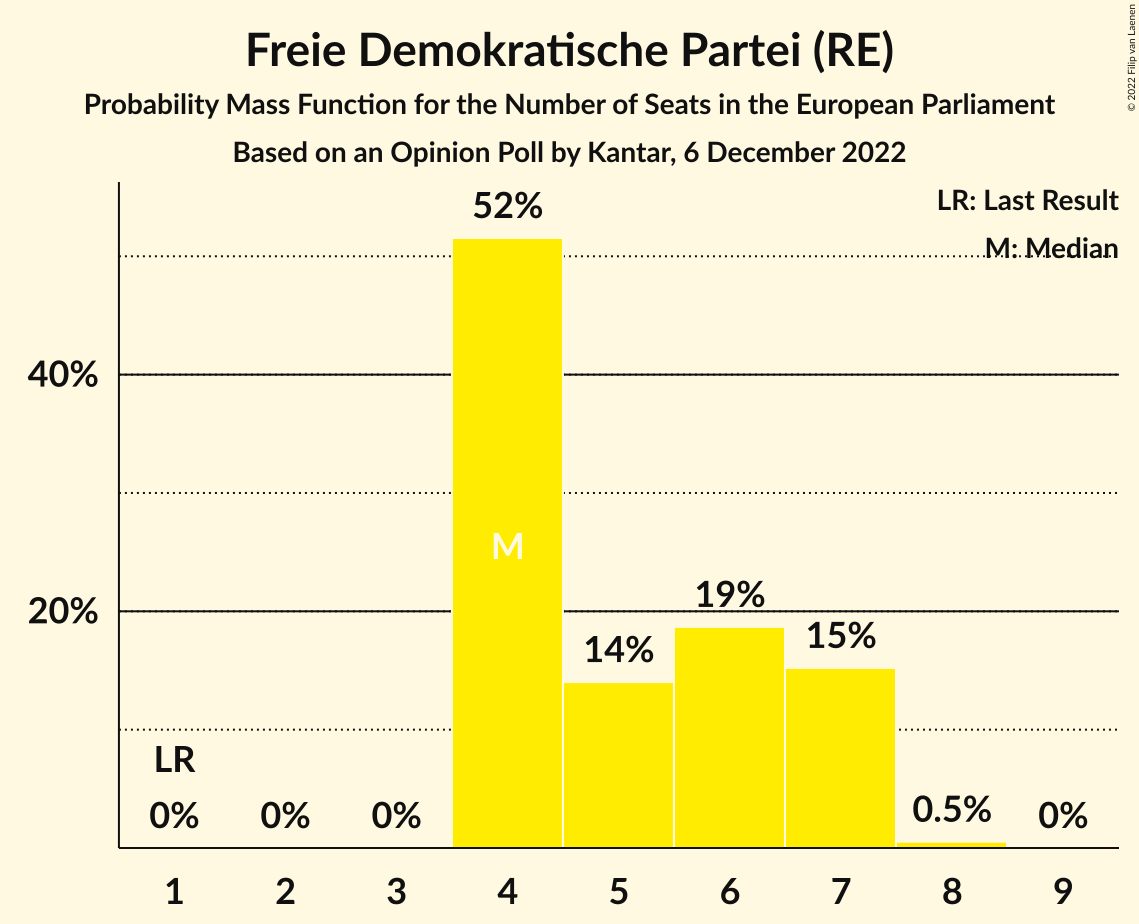 Freie Demokratische Partei (RE)
Probability Mass Function for the Number of Seats in the European Parliament
Based on an Opinion Poll by Kantar, 6 December 2022
© 2022 Filip van Laenen
LR: Last Result
M: Median
52%
40%
M
20%
19%
15%
14%
LR
0%
0%
0%
0.5%
0%
1 2 3 4 5 6 7 8 9